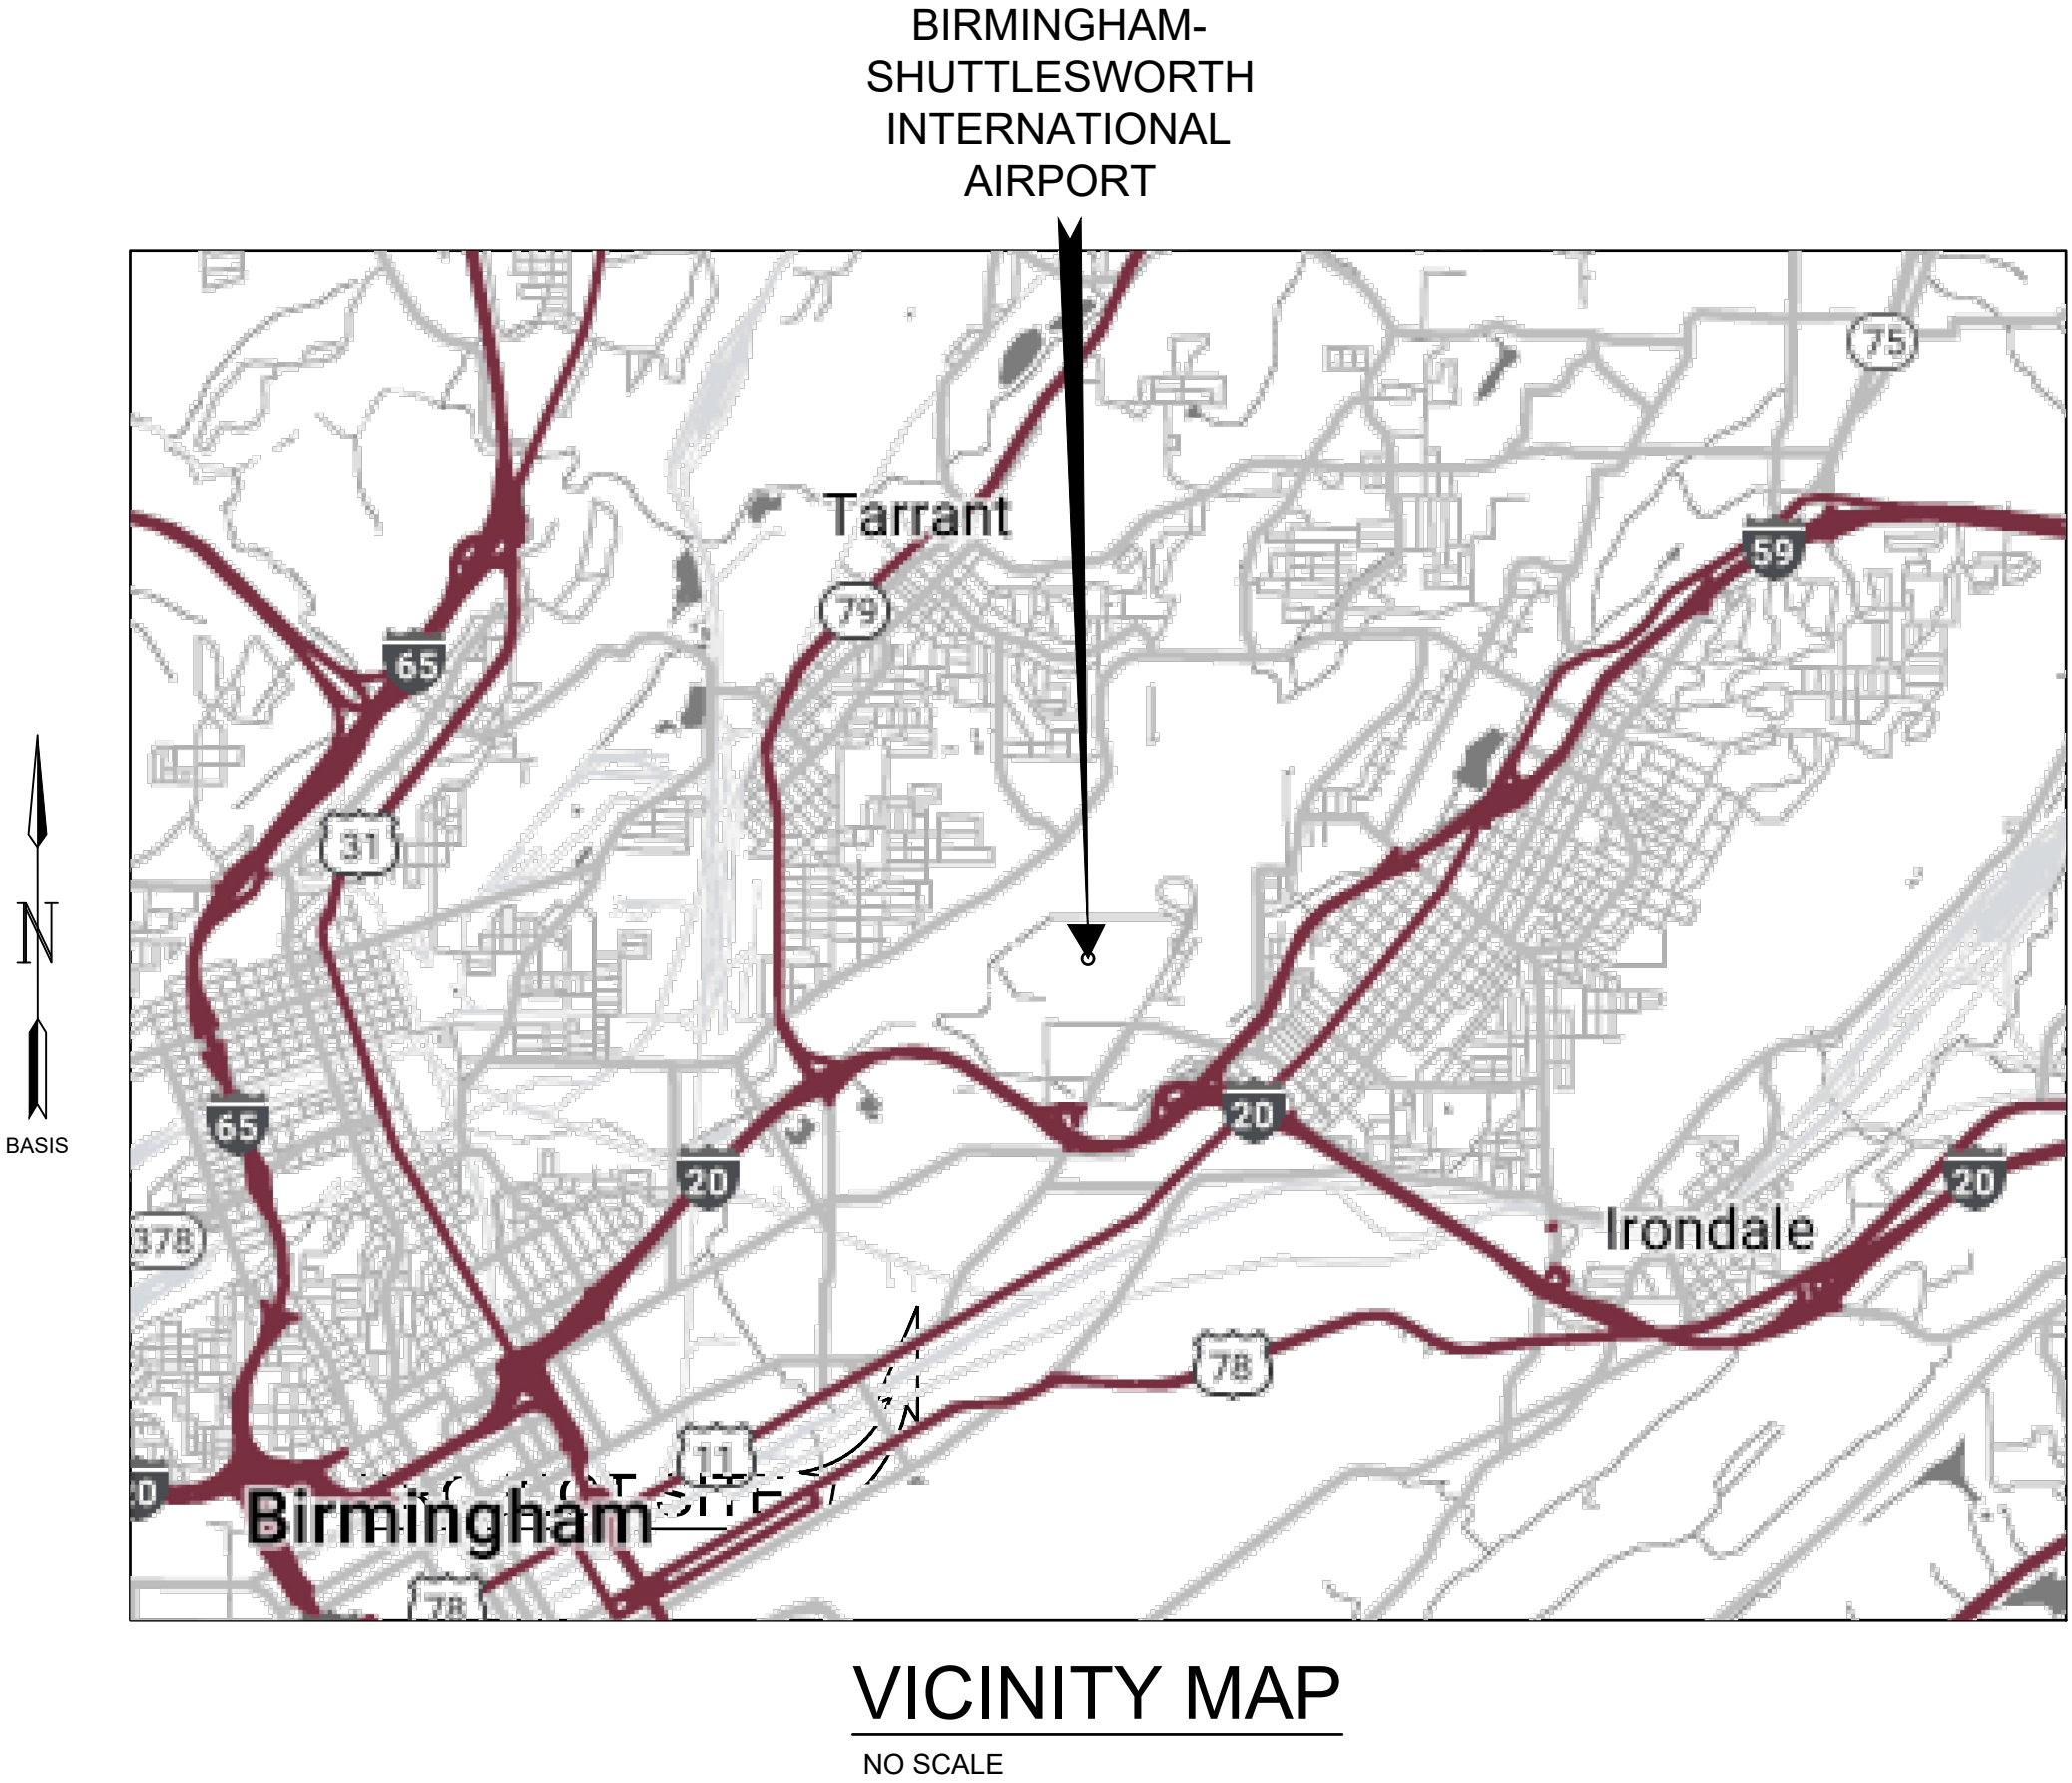 BIRMINGHAM-
SHUTTLESWORTH
INTERNATIONAL
AIRPORT
75
Tarrant
59
79
65
31
N
20
65
BASIS
20
20
378
Irondale
78
11
SITE
Birmingham
78
VICINITY MAP
NO SCALE